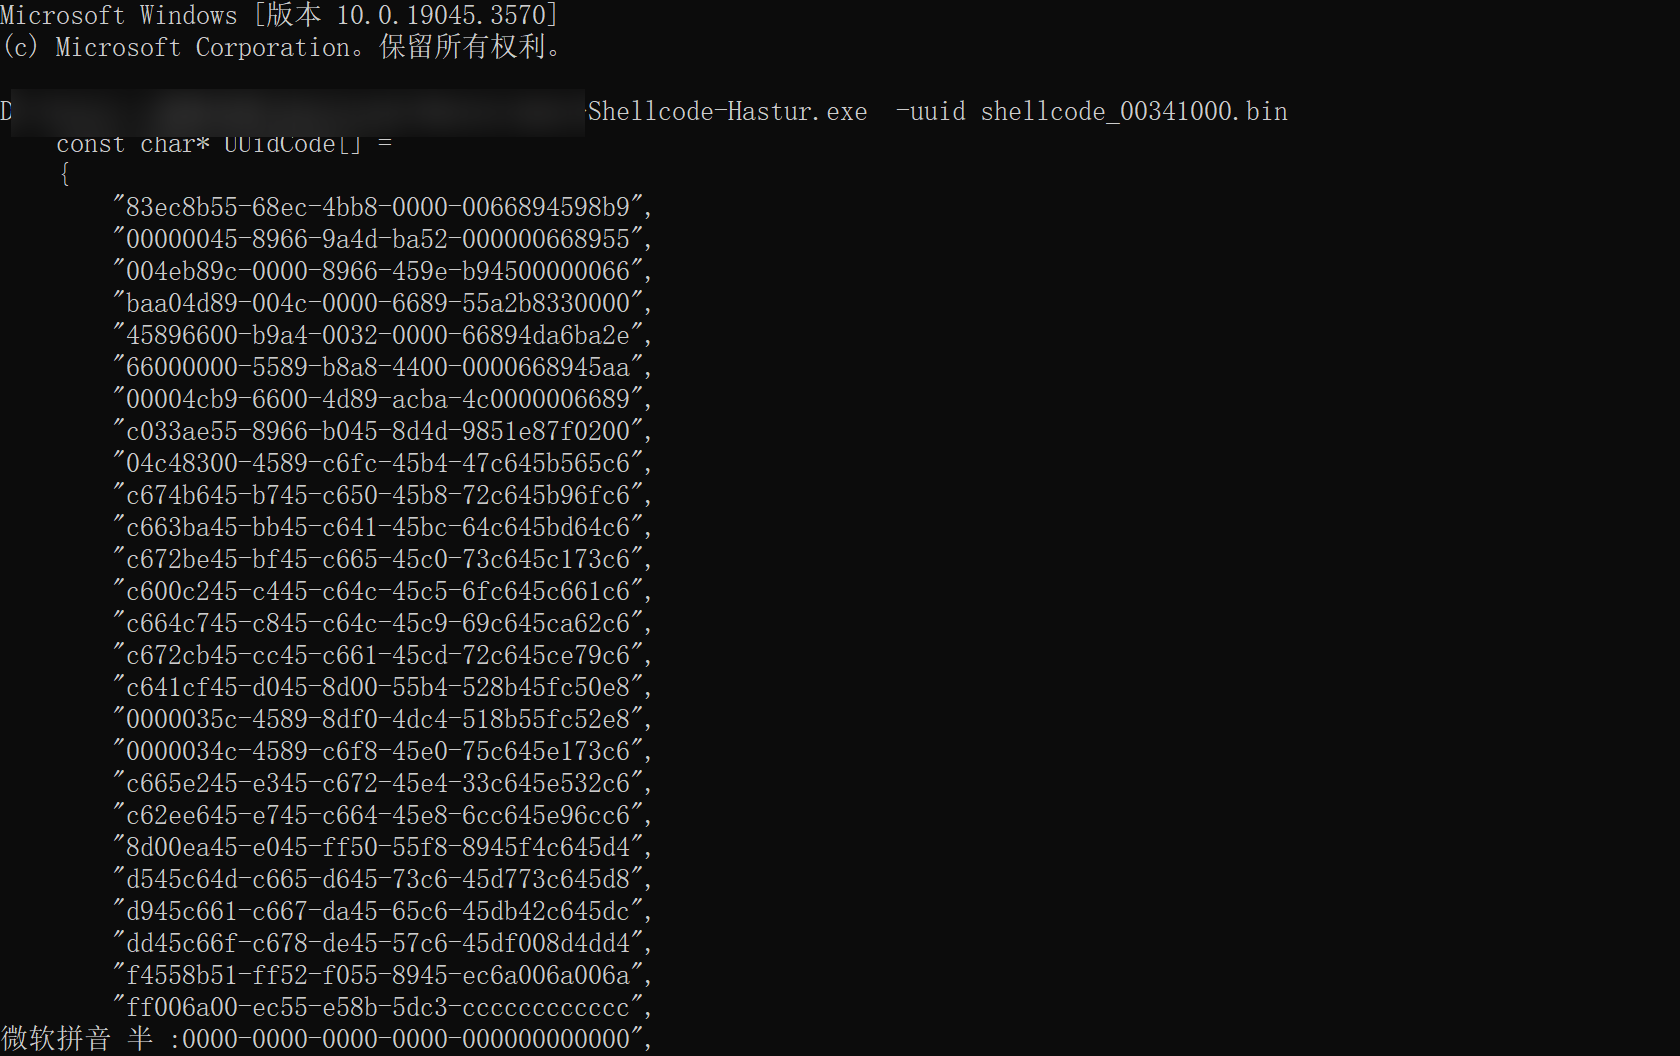 Microsoft Windows [版本 10.0.19045.3570]
(c) Microsoft Corporation。保留所有权利。
D Shellcode-Hastur.exe  -uuid shellcode_00341000.bin
const char* UUidCode[] =
{
"83ec8b55-68ec-4bb8-0000-0066894598b9",
"00000045-8966-9a4d-ba52-000000668955",
"004eb89c-0000-8966-459e-b94500000066",
"baa04d89-004c-0000-6689-55a2b8330000",
"45896600-b9a4-0032-0000-66894da6ba2e",
"66000000-5589-b8a8-4400-0000668945aa",
"00004cb9-6600-4d89-acba-4c0000006689",
"c033ae55-8966-b045-8d4d-9851e87f0200",
"04c48300-4589-c6fc-45b4-47c645b565c6",
"c674b645-b745-c650-45b8-72c645b96fc6",
"c663ba45-bb45-c641-45bc-64c645bd64c6",
"c672be45-bf45-c665-45c0-73c645c173c6",
"c600c245-c445-c64c-45c5-6fc645c661c6",
"c664c745-c845-c64c-45c9-69c645ca62c6",
"c672cb45-cc45-c661-45cd-72c645ce79c6",
"c641cf45-d045-8d00-55b4-528b45fc50e8",
"0000035c-4589-8df0-4dc4-518b55fc52e8",
"0000034c-4589-c6f8-45e0-75c645e173c6",
"c665e245-e345-c672-45e4-33c645e532c6",
"c62ee645-e745-c664-45e8-6cc645e96cc6",
"8d00ea45-e045-ff50-55f8-8945f4c645d4",
"d545c64d-c665-d645-73c6-45d773c645d8",
"d945c661-c667-da45-65c6-45db42c645dc",
"dd45c66f-c678-de45-57c6-45df008d4dd4",
"f4558b51-ff52-f055-8945-ec6a006a006a",
"ff006a00-ec55-e58b-5dc3-cccccccccccc",
微软拼音 半 :0000-0000-0000-0000-000000000000",